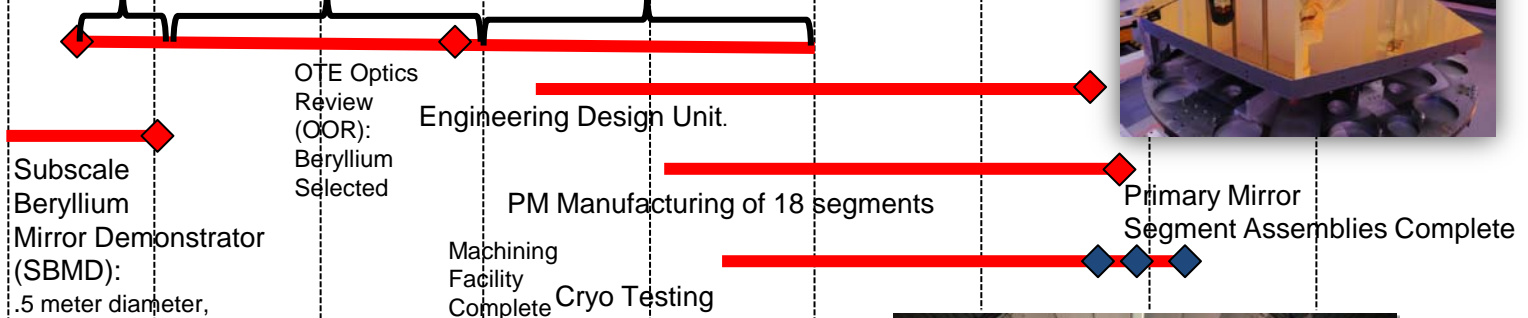 OTE Optics
Review
(OOR):
Beryllium
Selected
Engineering Design Unit.
Subscale
Beryllium
Mirror Demonstrator
(SBMD):
.5 meter diameter,
PM Manufacturing of 18 segments
Primary Mirror
Segment Assemblies Complete
Machining
Facility
Complete
Cryo Testing